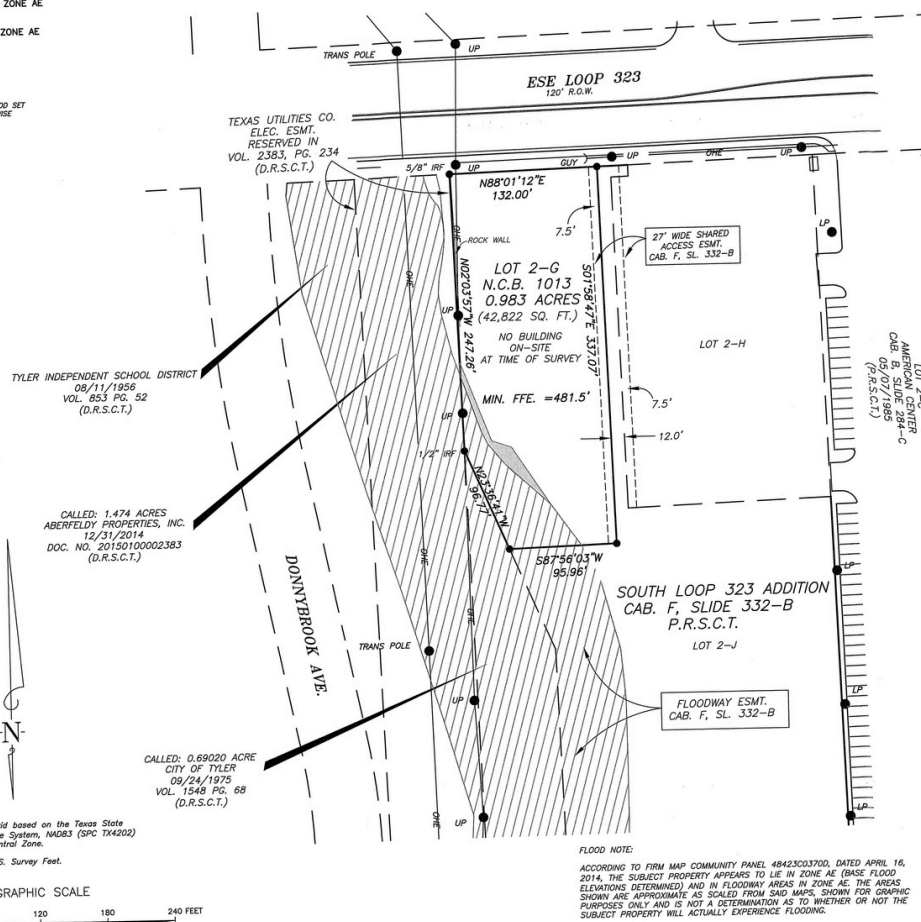 ZONE AE
ZONE AE
TRANS POLE
UP
ESE LOOP 323
120' R.O.W.
TEXAS UTILITIES CO.
ELEC. ESMT.
RESERVED IN
VOL. 2383, PG. 234
(D.R.S.C.T.)
5/8" IRF
UP
GUY
UP
OHE
UP
N88°01'12"E
132.00'
7.5'
27' WIDE SHARED
ACCESS ESMT.
CAB. F, SL. 332-B
LP
OHE
ROCK WALL
OHE
LOT 2-G
N.C.B. 1013
0.983 ACRES
(42,822 SQ. FT.)
NO BUILDING
ON-SITE
AT TIME OF SURVEY
MIN. FFE. =481.5'
N02°03'57"W 247.26'
S01°58'47"E 337.07'
UP
LOT 2-H
AMERICAN CENTER
CAB. B, SLIDE 284-C
05/07/1985
(P.R.S.C.T.)
TYLER INDEPENDENT SCHOOL DISTRICT
08/11/1956
VOL. 853 PG. 52
(D.R.S.C.T.)
7.5'
UP
12.0'
1/2" IRF
N23°36'41"W
96.77'
CALLED: 1.474 ACRES
ABERFELDY PROPERTIES, INC.
12/31/2014
DOC. NO. 20150100002383
(D.R.S.C.T.)
OHE
S87°56'03"W
95.96'
LP
DONNYBROOK AVE.
SOUTH LOOP 323 ADDITION
CAB. F, SLIDE 332-B
P.R.S.C.T.
LOT 2-J
OHE
TRANS POLE
UP
FLOODWAY ESMT.
CAB. F, SL. 332-B
LP
N
CALLED: 0.69020 ACRE
CITY OF TYLER
09/24/1975
VOL. 1548 PG. 68
(D.R.S.C.T.)
OHE
UP
LP
based on the Texas State
System, NAD83 (SPC TX4202)
Zone.
Survey Feet.
GRAPHIC SCALE
120
240 FEET
FLOOD NOTE:
ACCORDING TO FIRM MAP COMMUNITY PANEL 48423C0370D, DATED APRIL 16,
2014, THE SUBJECT PROPERTY APPEARS TO LIE IN ZONE AE (BASE FLOOD
ELEVATIONS DETERMINED) AND IN FLOODWAY AREAS IN ZONE AE. THE AREAS
SHOWN ARE APPROXIMATE AS SCALED FROM SAID MAPS, SHOWN FOR GRAPHIC
PURPOSES ONLY AND IS NOT A DESCRIPTION AS TO WHETHER OR NOT THE
SUBJECT PROPERTY WILL ACTUALLY EXPERIENCE FLOODING.